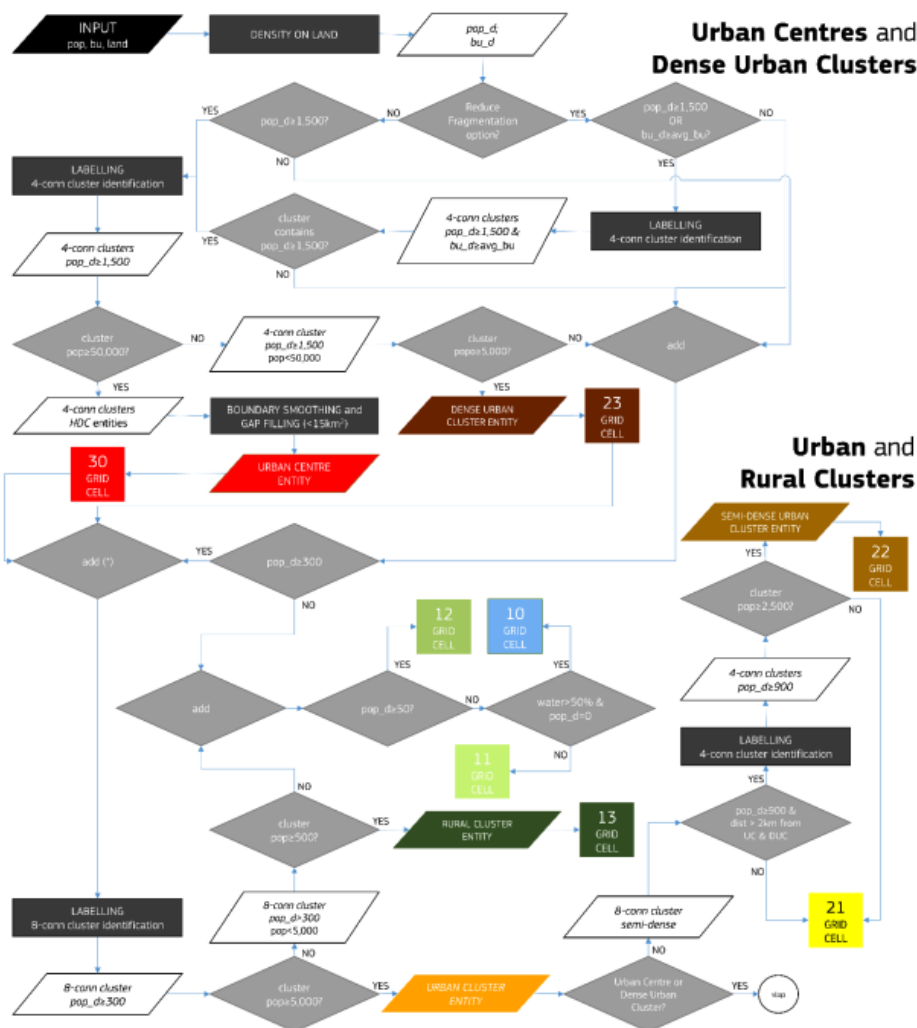 Urban Centres and
Dense Urban Clusters
INPUT
pop, bu, land
DENSITY ON LAND
pop_d;
bu_d
pop_d≥1,500?
YES
NO
NO
Reduce
Fragmentation
option?
YES
pop_d≥1,500
OR
bu_d≥avg_bu?
NO
YES
LABELLING
4-conn cluster identification
cluster
contains
pop_d≥1,500?
YES
NO
4-conn clusters
pop_d≥1,500 &
bu_d≥avg_bu
LABELLING
4-conn cluster identification
4-conn clusters
pop_d≥1,500
cluster
pop≥50,000?
NO
YES
4-conn cluster
pop_d≥1,500
pop<50,000
cluster
popo≥5,000?
NO
YES
add
4-conn clusters
HDC entities
BOUNDARY SMOOTHING and
GAP FILLING (<15km²)
DENSE URBAN
CLUSTER ENTITY
23
GRID
CELL
30
GRID
CELL
URBAN CENTRE
ENTITY
Urban and
Rural Clusters
SEMI-DENSE URBAN
CLUSTER ENTITY
22
GRID
CELL
YES
add (*)
YES
pop_d≥300
NO
cluster
pop≥2,500?
NO
12
GRID
CELL
10
GRID
CELL
YES
YES
4-conn clusters
pop_d≥900
add
pop_d≥50?
NO
water>50% &
pop_d=0
NO
LABELLING
4-conn cluster identification
11
GRID
CELL
YES
NO
cluster
pop≥500?
YES
RURAL CLUSTER
ENTITY
13
GRID
CELL
pop_d≥900 &
dist > 2km from
UC & DUC
NO
LABELLING
8-conn cluster identification
8-conn cluster
pop_d>300
pop<5,000
8-conn cluster
semi-dense
21
GRID
CELL
NO
NO
8-conn cluster
pop_d≥300
cluster
pop≥5,000?
YES
URBAN CLUSTER
ENTITY
Urban Centre or
Dense Urban
Cluster?
YES
stop